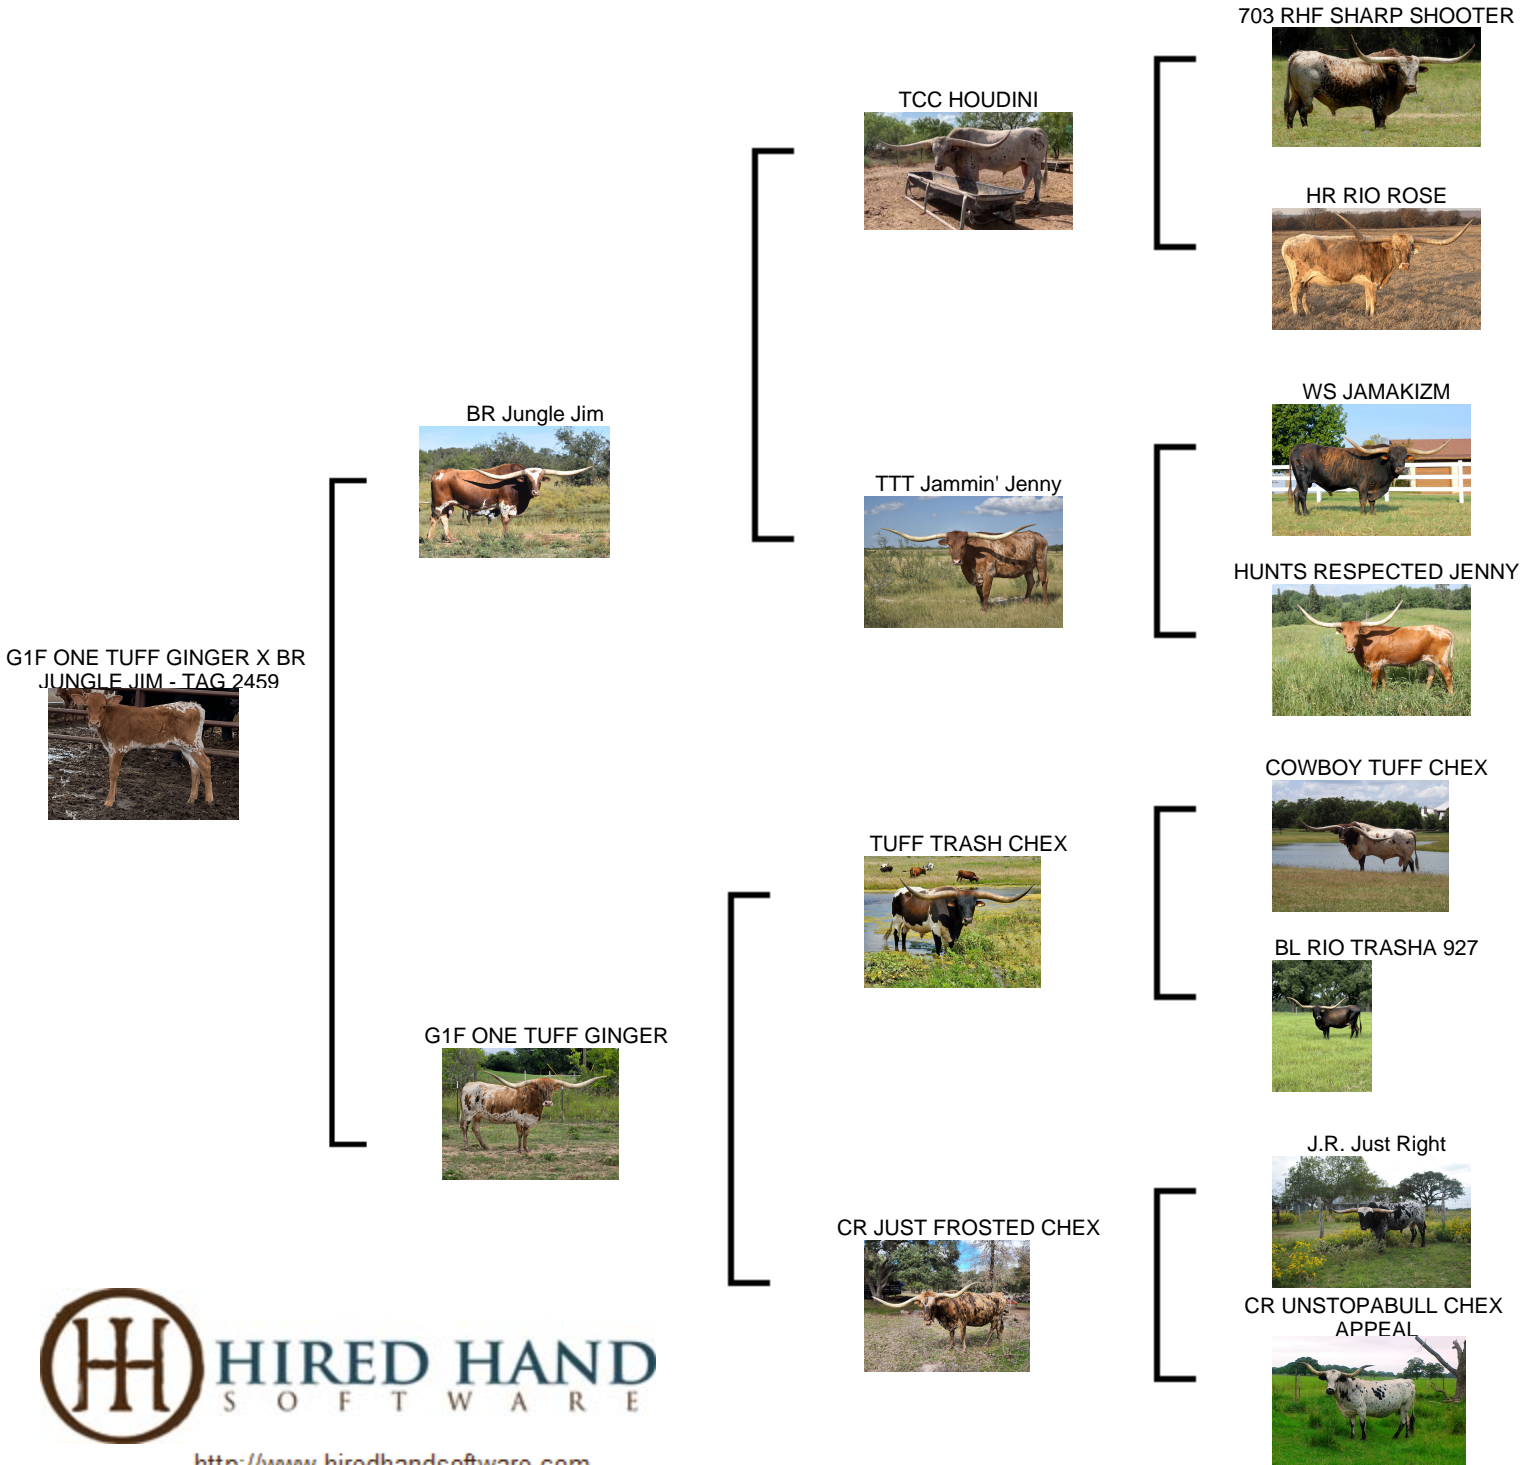 703 RHF SHARP SHOOTER
TCC HOUDINI
HR RIO ROSE
WS JAMAKIZM
BR Jungle Jim
TTT Jammin' Jenny
HUNTS RESPECTED JENNY
G1F ONE TUFF GINGER X BR
JUNGLE JIM - TAG 2459
COWBOY TUFF CHEX
TUFF TRASH CHEX
BL RIO TRASHA 927
G1F ONE TUFF GINGER
J.R. Just Right
CR JUST FROSTED CHEX
CR UNSTOPABULL CHEX
APPEAL
HIRED HAND
SOFTWARE
http://www.hiredhandsoftware.com